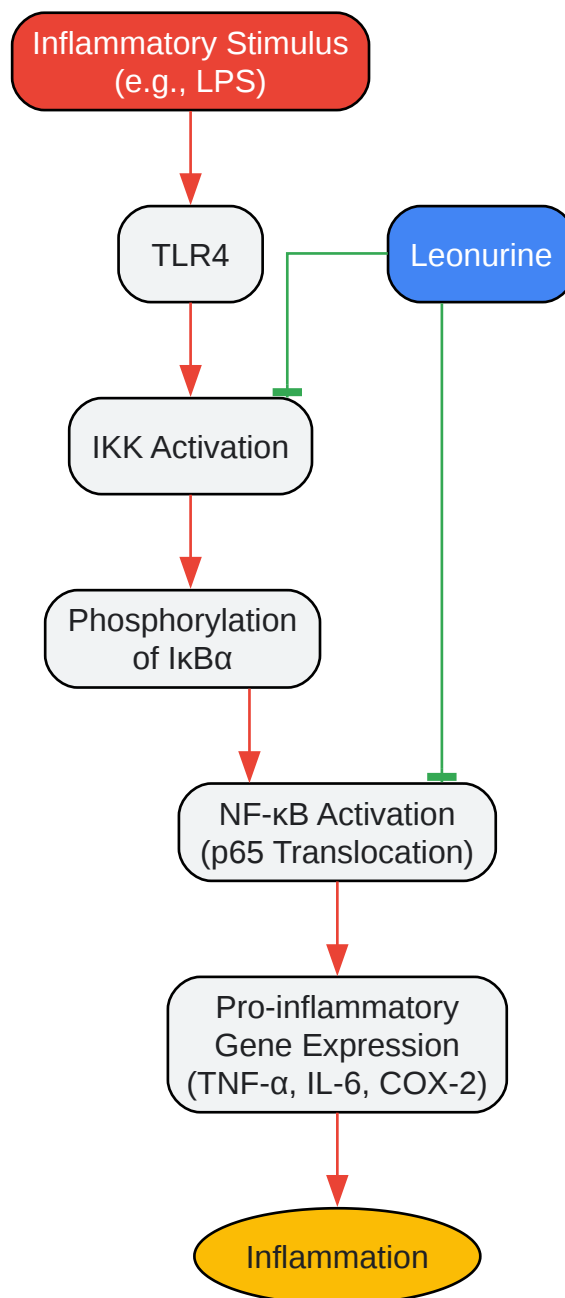 Inflammatory Stimulus
(e.g., LPS)
TLR4
Leonurine
IKK Activation
Phosphorylation
of IκBα
NF-κB Activation
(p65 Translocation)
Pro-inflammatory
Gene Expression
(TNF-α, IL-6, COX-2)
Inflammation